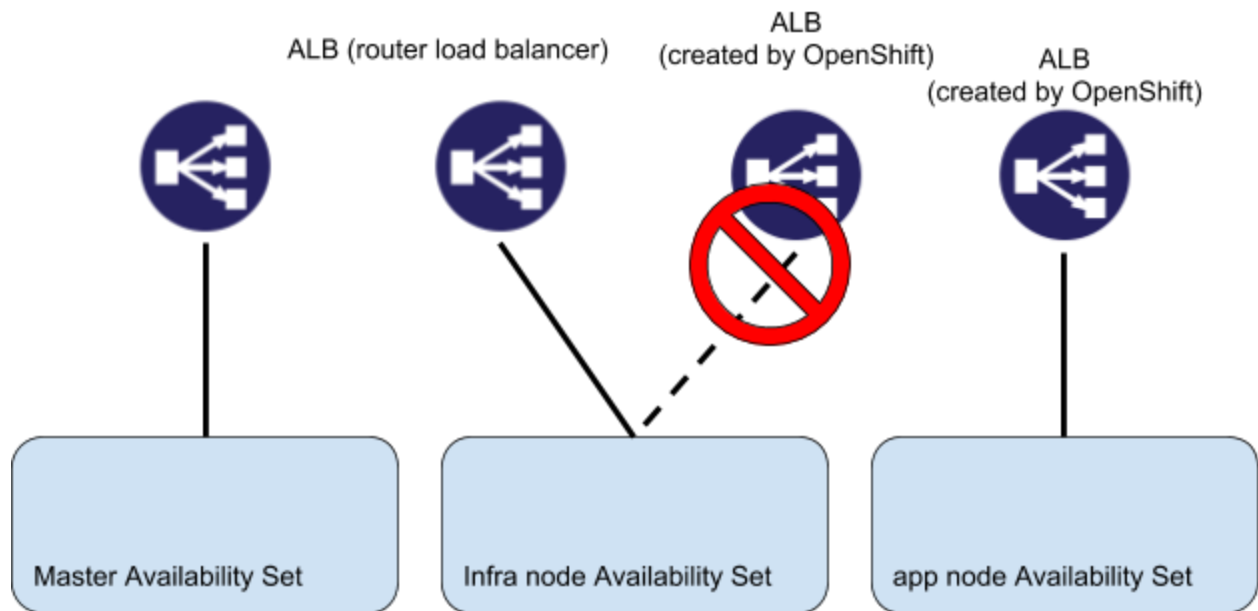 ALB (router load balancer)
ALB
(created by OpenShift)
ALB
(created by OpenShift)
Master Availability Set
Infra node Availability Set
app node Availability Set